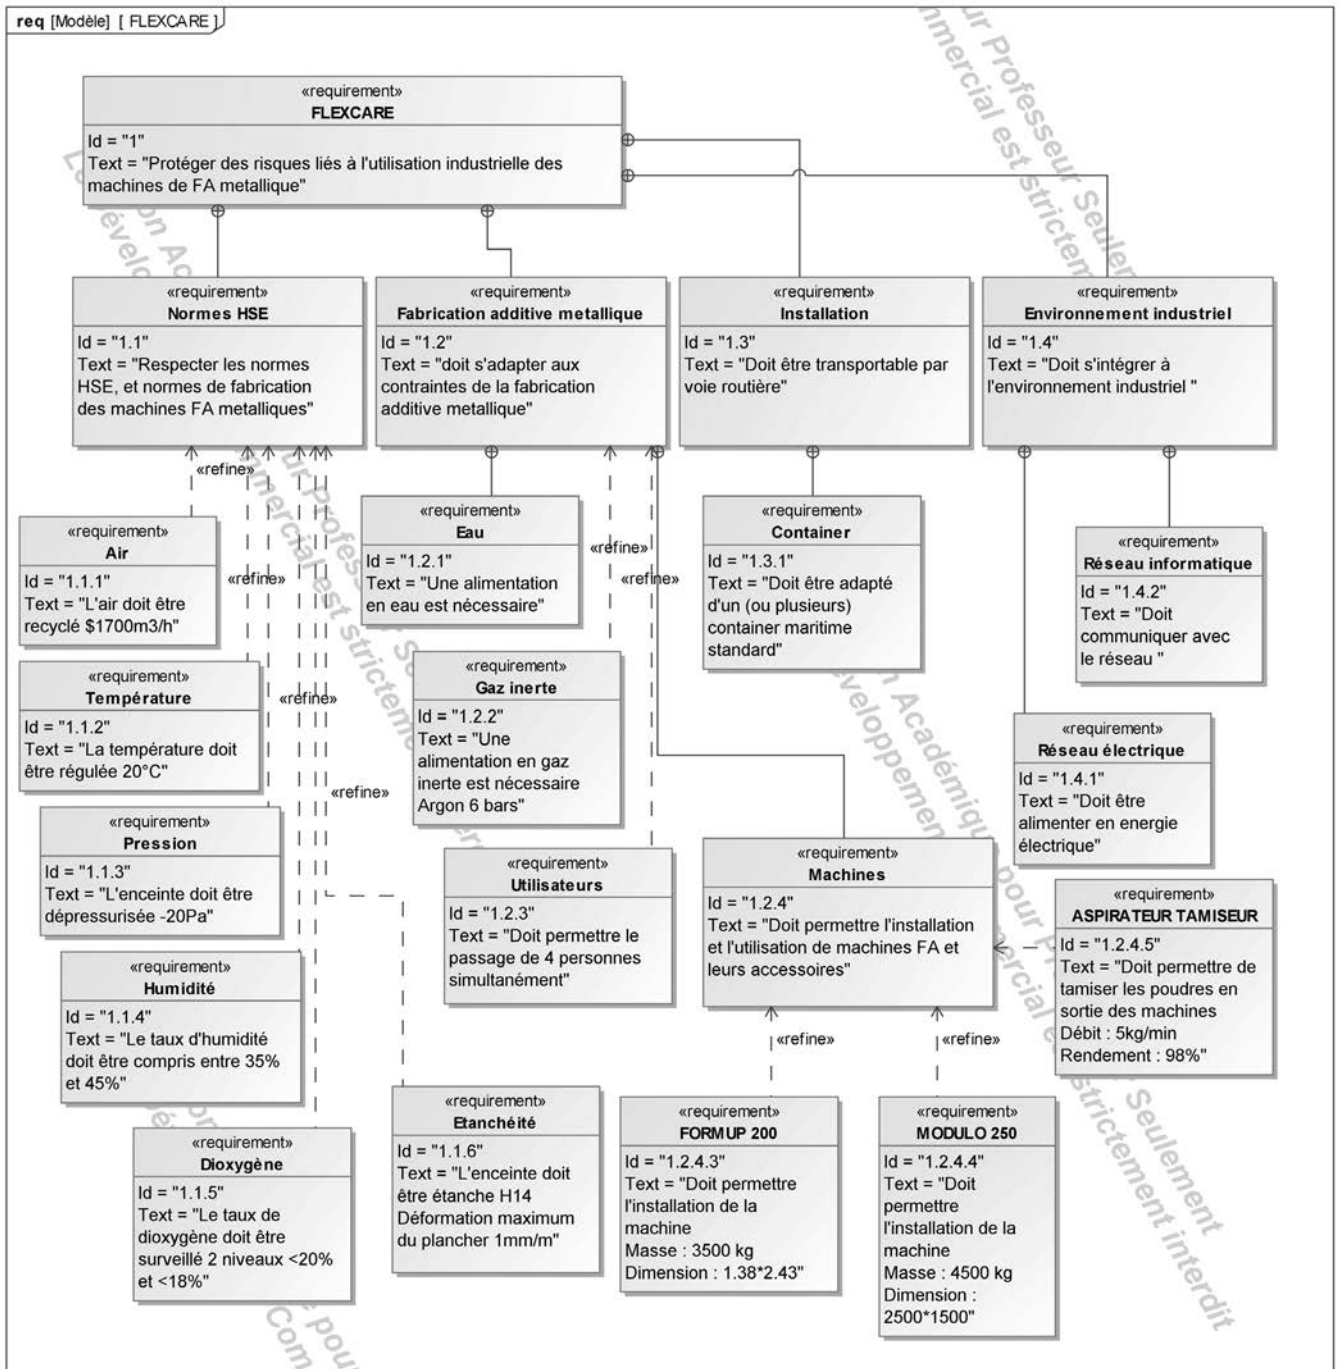 req [Modèle] [ FLEXCARE ]
«requirement»
FLEXCARE
Id = "1"
Text = "Protéger des risques liés à l'utilisation industrielle des
machines de FA metallique"
«requirement»
Normes HSE
Id = "1.1"
Text = "Respecter les normes
HSE, et normes de fabrication
des machines FA metalliques"
«requirement»
Fabrication additive metallique
Id = "1.2"
Text = "doit s'adapter aux
contraintes de la fabrication
additive metallique"
«requirement»
Installation
Id = "1.3"
Text = "Doit être transportable par
voie routière"
«requirement»
Environnement industriel
Id = "1.4"
Text = "Doit s'intégrer à
l'environnement industriel "
«refine»
«requirement»
Air
Id = "1.1.1"
Text = "L'air doit être
recyclé $1700m3/h"
«refine»
«requirement»
Température
Id = "1.1.2"
Text = "La température doit
être régulée 20°C"
«refine»
«requirement»
Pression
Id = "1.1.3"
Text = "L'enceinte doit être
dépressurisée -20Pa"
«refine»
«requirement»
Humidité
Id = "1.1.4"
Text = "Le taux d'humidité
doit être compris entre 35%
et 45%"
«requirement»
Dioxygène
Id = "1.1.5"
Text = "Le taux de
dioxygène doit être
surveillé 2 niveaux <20%
et <18%"
«requirement»
Etanchéité
Id = "1.1.6"
Text = "L'enceinte doit
être étanche H14
Déformation maximum
du plancher 1mm/m"
«requirement»
Eau
Id = "1.2.1"
Text = "Une alimentation
en eau est nécessaire"
«refine»
«refine»
«requirement»
Gaz inerte
Id = "1.2.2"
Text = "Une
alimentation en gaz
inerte est nécessaire
Argon 6 bars"
«requirement»
Utilisateurs
Id = "1.2.3"
Text = "Doit permettre le
passage de 4 personnes
simultanément"
«requirement»
Container
Id = "1.3.1"
Text = "Doit être adapté
d'un (ou plusieurs)
container maritime
standard"
«requirement»
Réseau informatique
Id = "1.4.2"
Text = "Doit
communiquer avec
le réseau "
«requirement»
Réseau électrique
Id = "1.4.1"
Text = "Doit être
alimenter en energie
électrique"
«requirement»
Machines
Id = "1.2.4"
Text = "Doit permettre l'installation
et l'utilisation de machines FA et
leurs accessoires"
«requirement»
ASPIRATEUR TAMISEUR
Id = "1.2.4.5"
Text = "Doit permettre de
tamiser les poudres en
sortie des machines
Débit : 5kg/min
Rendement : 98%"
«refine»
«refine»
«requirement»
FORMUP 200
Id = "1.2.4.3"
Text = "Doit permettre
l'installation de la
machine
Masse : 3500 kg
Dimension : 1.38*2.43"
«requirement»
MODULO 250
Id = "1.2.4.4"
Text = "Doit
permettre
l'installation de la
machine
Masse : 4500 kg
Dimension :
2500*1500"